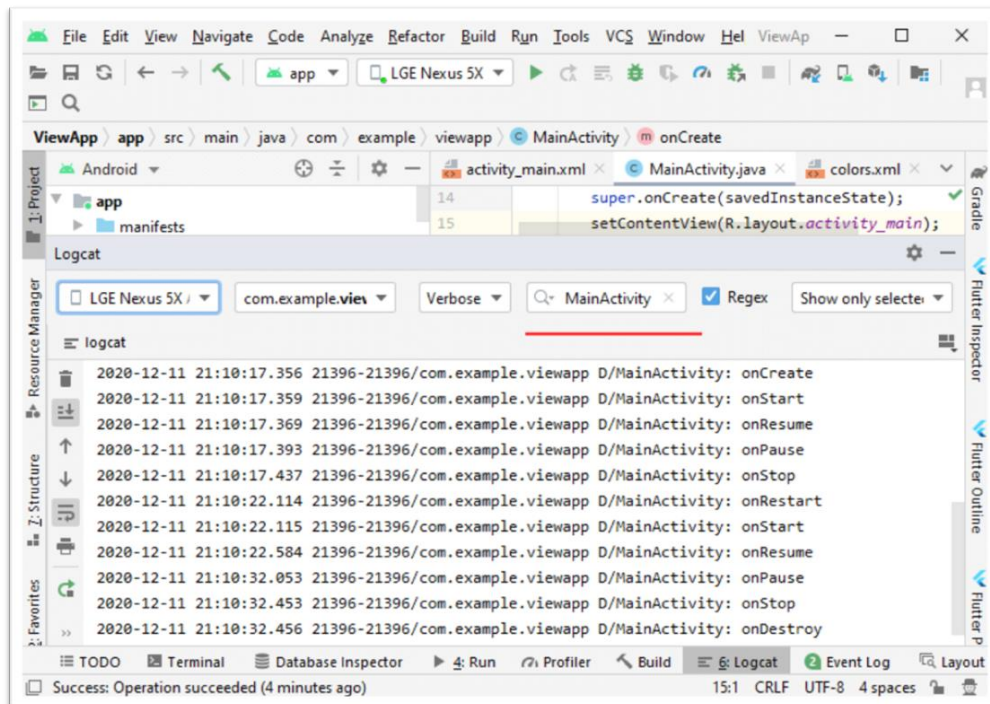 File Edit View Navigate Code Analyze Refactor Build Run Tools VCS Window Hel ViewAp
app LGE Nexus 5X
ViewApp app src main java com example viewapp MainActivity onCreate
Android activity_main.xml MainActivity.java colors.xml
app
manifests
14 super.onCreate(savedInstanceState);
15 setContentView(R.layout.activity_main);
Logcat
LGE Nexus 5X com.example.view Verbose MainActivity Regex Show only selecte
logcat
2020-12-11 21:10:17.356 21396-21396/com.example.viewapp D/MainActivity: onCreate
2020-12-11 21:10:17.359 21396-21396/com.example.viewapp D/MainActivity: onStart
2020-12-11 21:10:17.369 21396-21396/com.example.viewapp D/MainActivity: onResume
2020-12-11 21:10:17.393 21396-21396/com.example.viewapp D/MainActivity: onPause
2020-12-11 21:10:17.437 21396-21396/com.example.viewapp D/MainActivity: onStop
2020-12-11 21:10:22.114 21396-21396/com.example.viewapp D/MainActivity: onRestart
2020-12-11 21:10:22.115 21396-21396/com.example.viewapp D/MainActivity: onStart
2020-12-11 21:10:22.584 21396-21396/com.example.viewapp D/MainActivity: onResume
2020-12-11 21:10:32.053 21396-21396/com.example.viewapp D/MainActivity: onPause
2020-12-11 21:10:32.453 21396-21396/com.example.viewapp D/MainActivity: onStop
2020-12-11 21:10:32.456 21396-21396/com.example.viewapp D/MainActivity: onDestroy
1: Project
Resource Manager
Z: Structure
2: Favorites
Gradle
Flutter Inspector
Flutter Outline
Flutter P
TODO Terminal Database Inspector 4: Run Profiler Build 6: Logcat 2 Event Log Layout
Success: Operation succeeded (4 minutes ago) 15:1 CRLF UTF-8 4 spaces